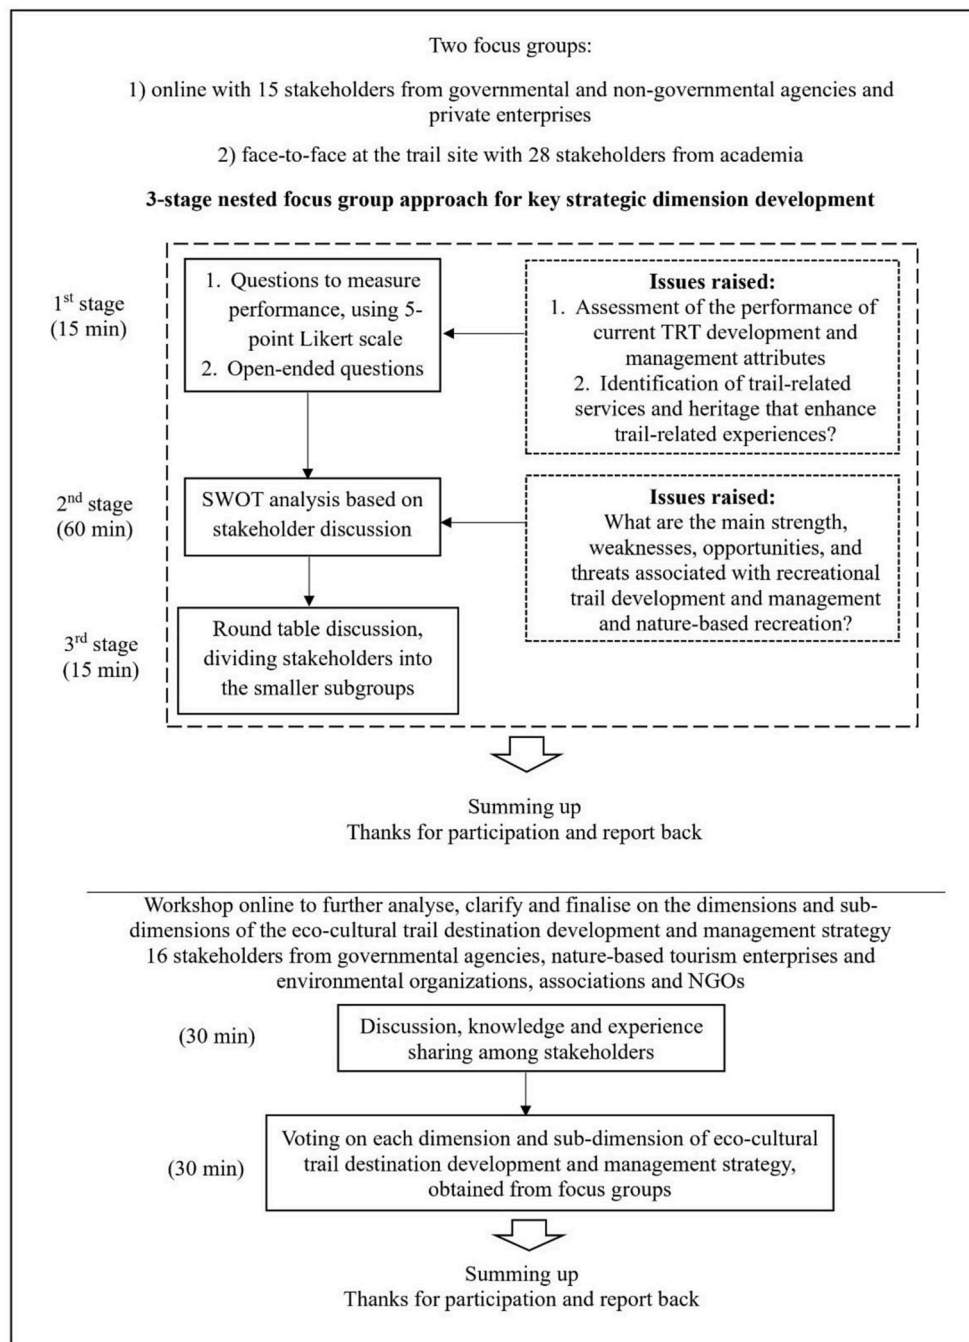 Two focus groups:
1) online with 15 stakeholders from governmental and non-governmental agencies and
private enterprises
2) face-to-face at the trail site with 28 stakeholders from academia
3-stage nested focus group approach for key strategic dimension development
1st stage
(15 min)
1. Questions to measure
performance, using 5-
point Likert scale
2. Open-ended questions
Issues raised:
1. Assessment of the performance of
current TRT development and
management attributes
2. Identification of trail-related
services and heritage that enhance
trail-related experiences?
2nd stage
(60 min)
SWOT analysis based on
stakeholder discussion
Issues raised:
What are the main strength,
weaknesses, opportunities, and
threats associated with recreational
trail development and management
and nature-based recreation?
3rd stage
(15 min)
Round table discussion,
dividing stakeholders into
the smaller subgroups
Summing up
Thanks for participation and report back
Workshop online to further analyse, clarify and finalise on the dimensions and sub-
dimensions of the eco-cultural trail destination development and management strategy
16 stakeholders from governmental agencies, nature-based tourism enterprises and
environmental organizations, associations and NGOs
(30 min)
Discussion, knowledge and experience
sharing among stakeholders
(30 min)
Voting on each dimension and sub-dimension of eco-cultural
trail destination development and management strategy,
obtained from focus groups
Summing up
Thanks for participation and report back